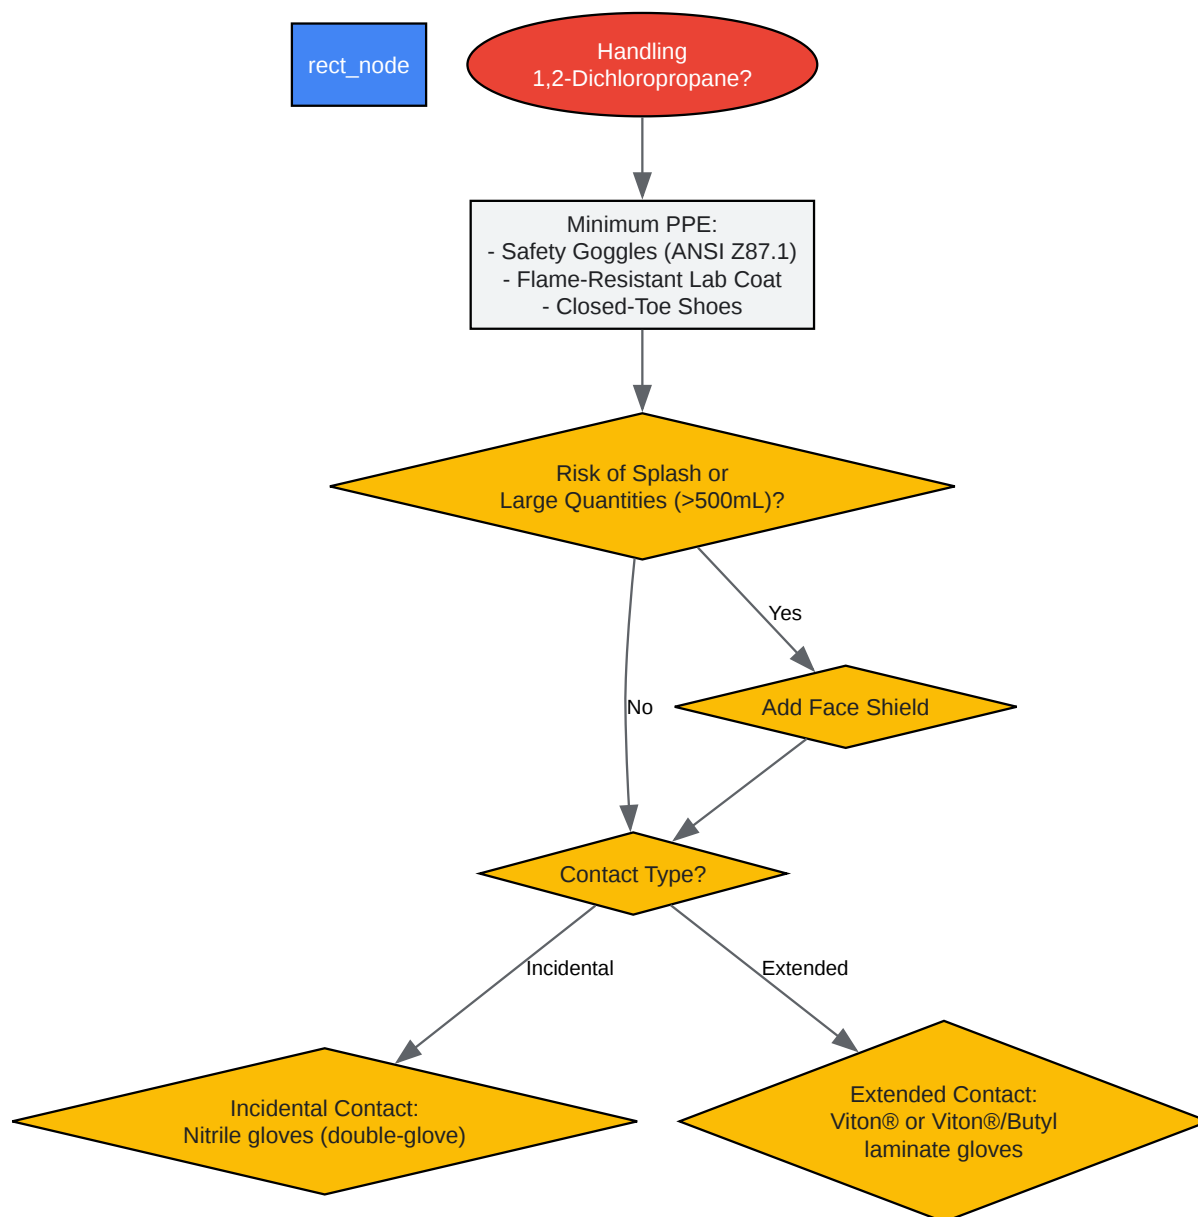 rect_node
Handling
1,2-Dichloropropane?
Minimum PPE:
- Safety Goggles (ANSI Z87.1)
- Flame-Resistant Lab Coat
- Closed-Toe Shoes
Risk of Splash or
Large Quantities (>500mL)?
Yes
No
Add Face Shield
Contact Type?
Incidental
Extended
Incidental Contact:
Nitrile gloves (double-glove)
Extended Contact:
Viton® or Viton®/Butyl
laminate gloves